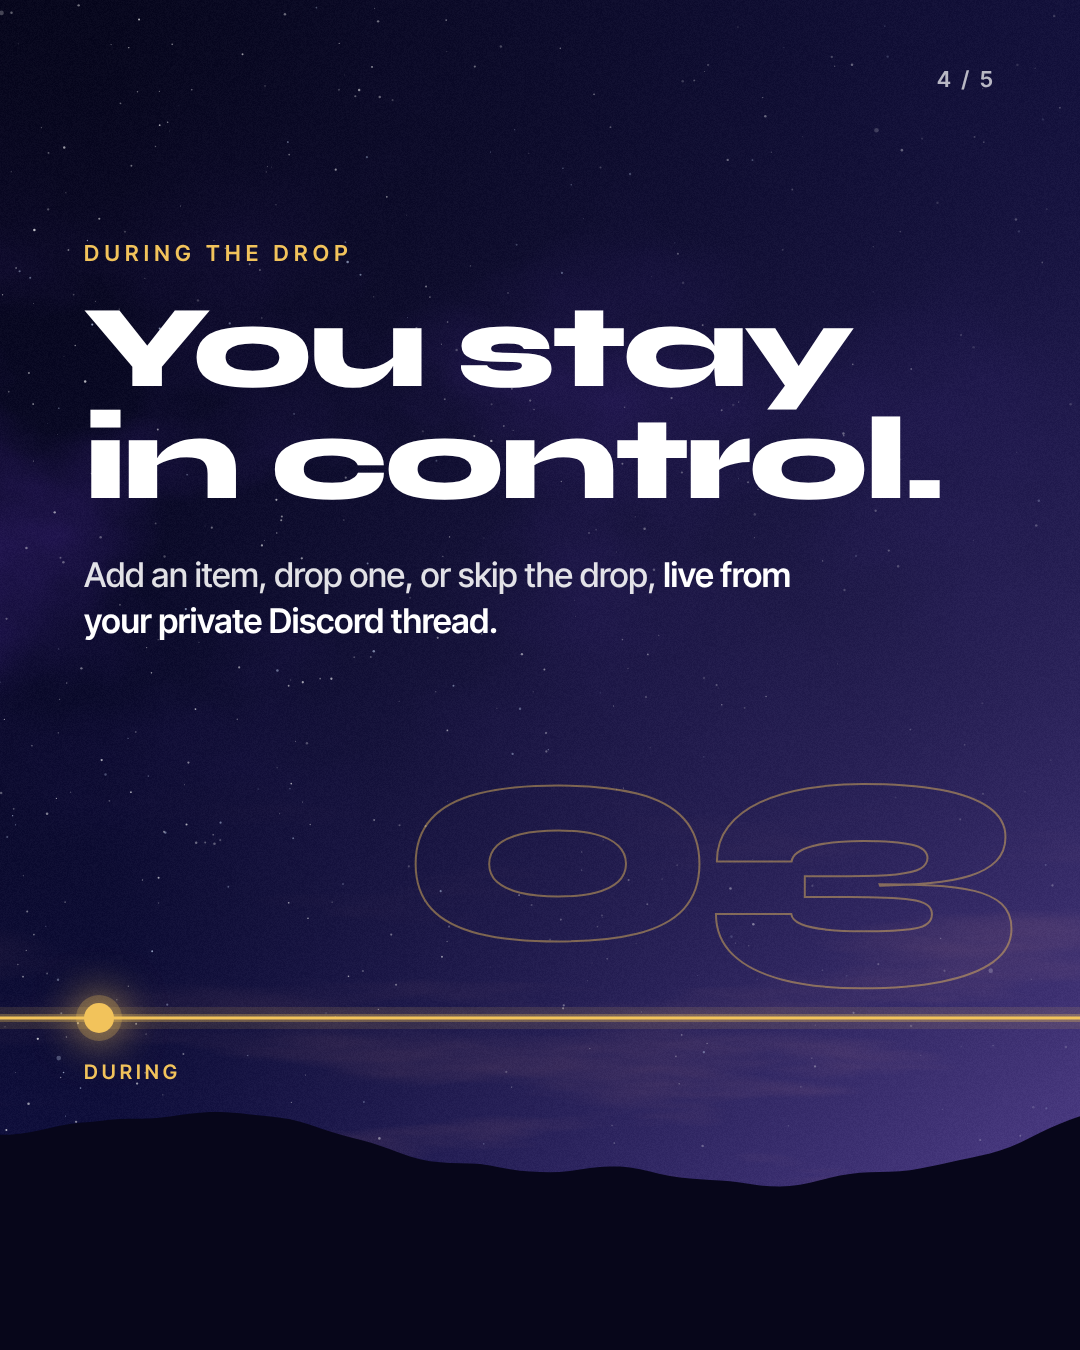 4 / 5
DURING THE DROP
You stay
in control.
Add an item, drop one, or skip the drop, live from
your private Discord thread.
03
DURING